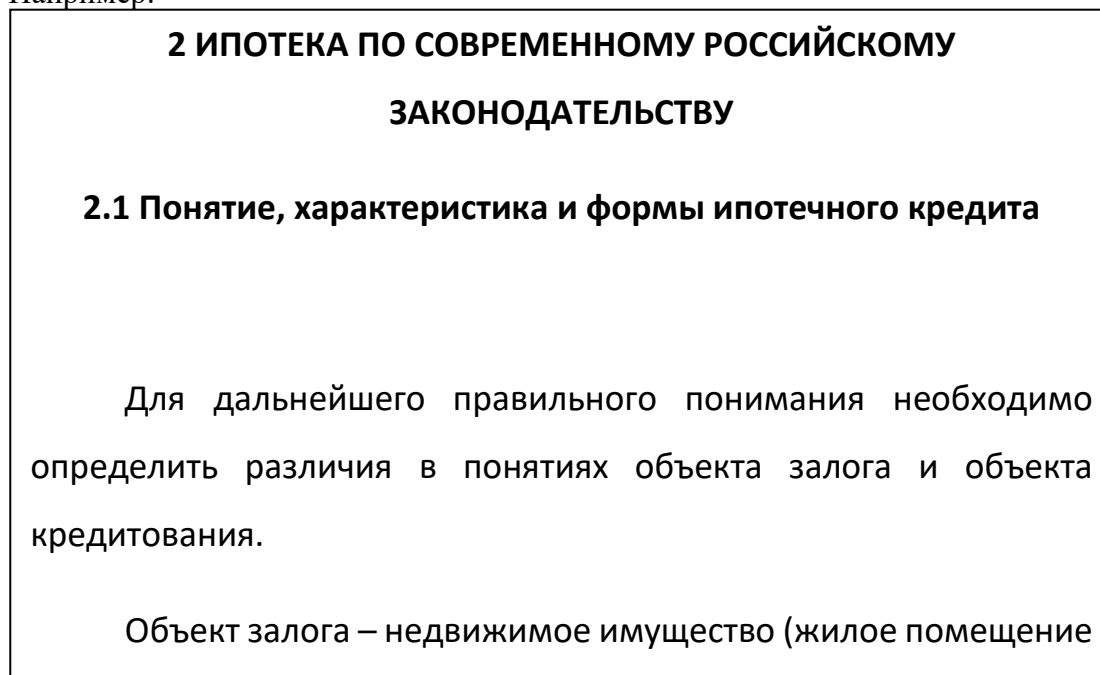 Например:
2 ИПОТЕКА ПО СОВРЕМЕННОМУ РОССИЙСКОМУ
ЗАКОНОДАТЕЛЬСТВУ
2.1 Понятие, характеристика и формы ипотечного кредита
Для дальнейшего правильного понимания необходимо
определить различия в понятиях объекта залога и объекта
кредитования.
Объект залога – недвижимое имущество (жилое помещение